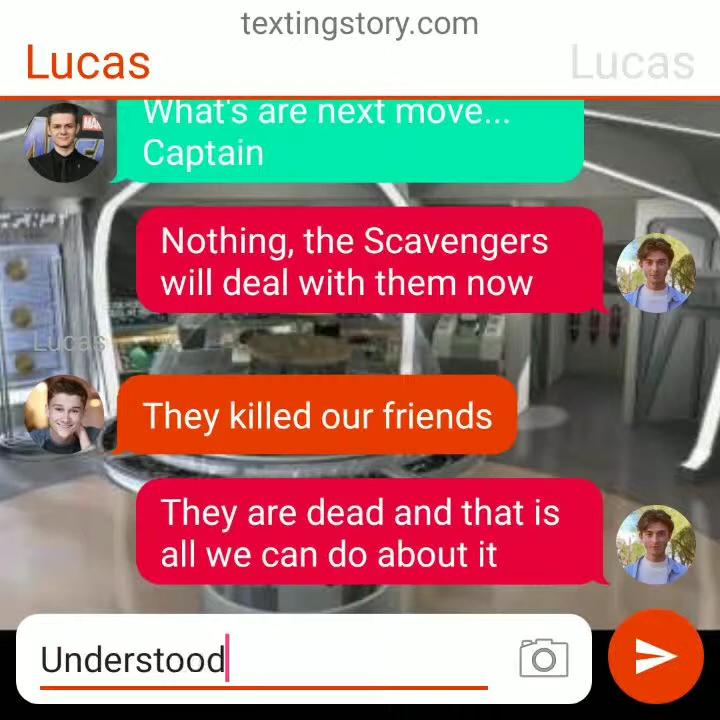 textingstory.com
Lucas
Lucas
What's are next move...
Captain
Nothing, the Scavengers
will deal with them now
Lucas
They killed our friends
They are dead and that is
all we can do about it
Understood